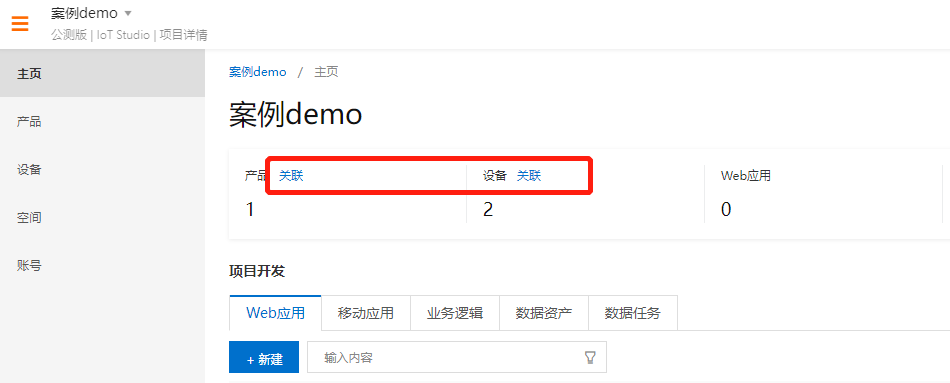 案例demo
公测版 | IoT Studio | 项目详情
主页
产品
设备
空间
账号
案例demo / 主页
案例demo
产品 关联 设备 关联 Web应用
1 2 0
项目开发
Web应用 移动应用 业务逻辑 数据资产 数据任务
+ 新建 输入内容